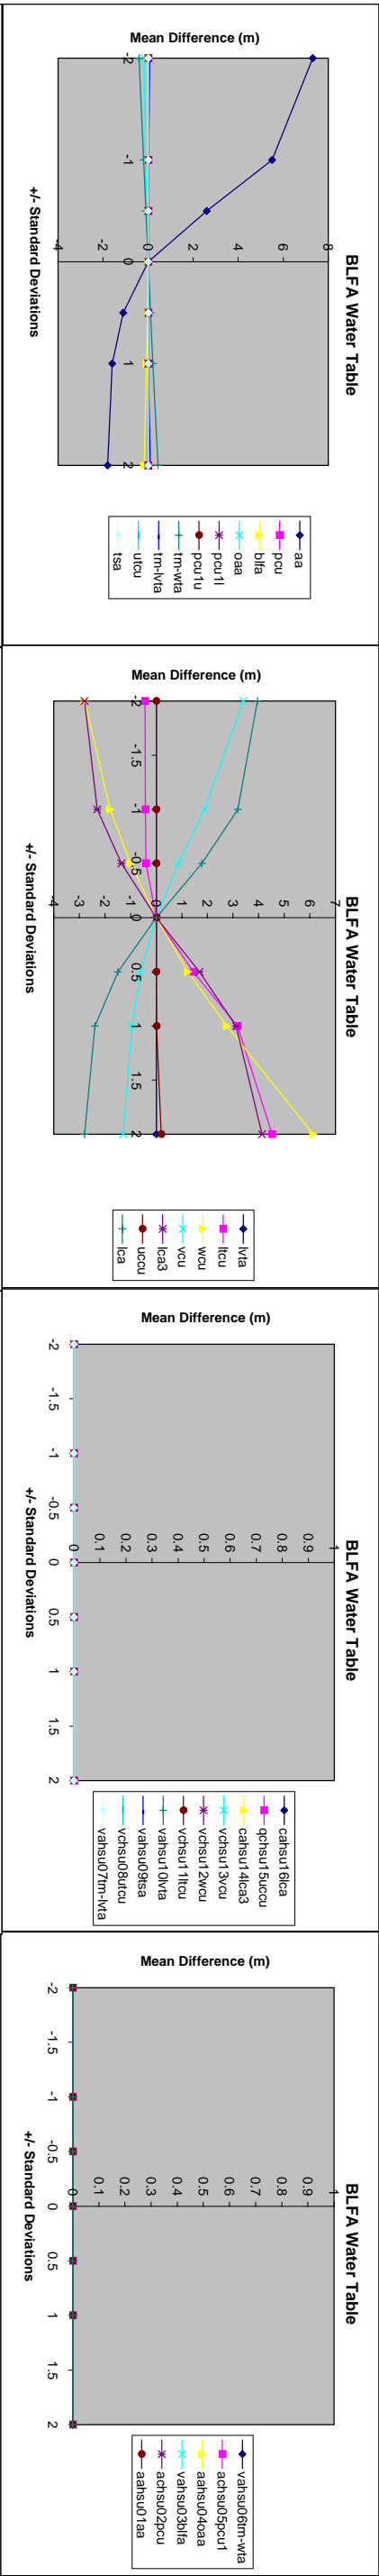 BLFA Water Table
Mean Difference (m)
8
6
4
2
0
-2
-4
-2
-1
0
1
2
+/- Standard Deviations
aa
pcu
blfa
oaa
pcu1l
pcu1u
tm-wta
tm-lvta
utcu
tsa
BLFA Water Table
Mean Difference (m)
7
6
5
4
3
2
1
0
-1
-2
-3
-4
-2
-1.5
-1
-0.5
0
0.5
1
1.5
2
+/- Standard Deviations
lvta
ltcu
wcu
vcu
lca3
uccu
lca
BLFA Water Table
Mean Difference (m)
1
0.9
0.8
0.7
0.6
0.5
0.4
0.3
0.2
0.1
0
-2
-1.5
-1
-0.5
0
0.5
1
1.5
2
+/- Standard Deviations
cahsu16lca
qchsu15uccu
cahsu14lca3
vchsu13vcu
vchsu12wcu
vchsu11ltcu
vahsu10lvta
vahsu09tsa
vchsu08utcu
vahsu07tm-lvta
BLFA Water Table
Mean Difference (m)
1
0.9
0.8
0.7
0.6
0.5
0.4
0.3
0.2
0.1
0
-2
-1.5
-1
-0.5
0
0.5
1
1.5
2
+/- Standard Deviations
vahsu06tm-wta
achsu05pcu1
aahsu04oaa
vahsu03blfa
achsu02pcu
aahsu01aa